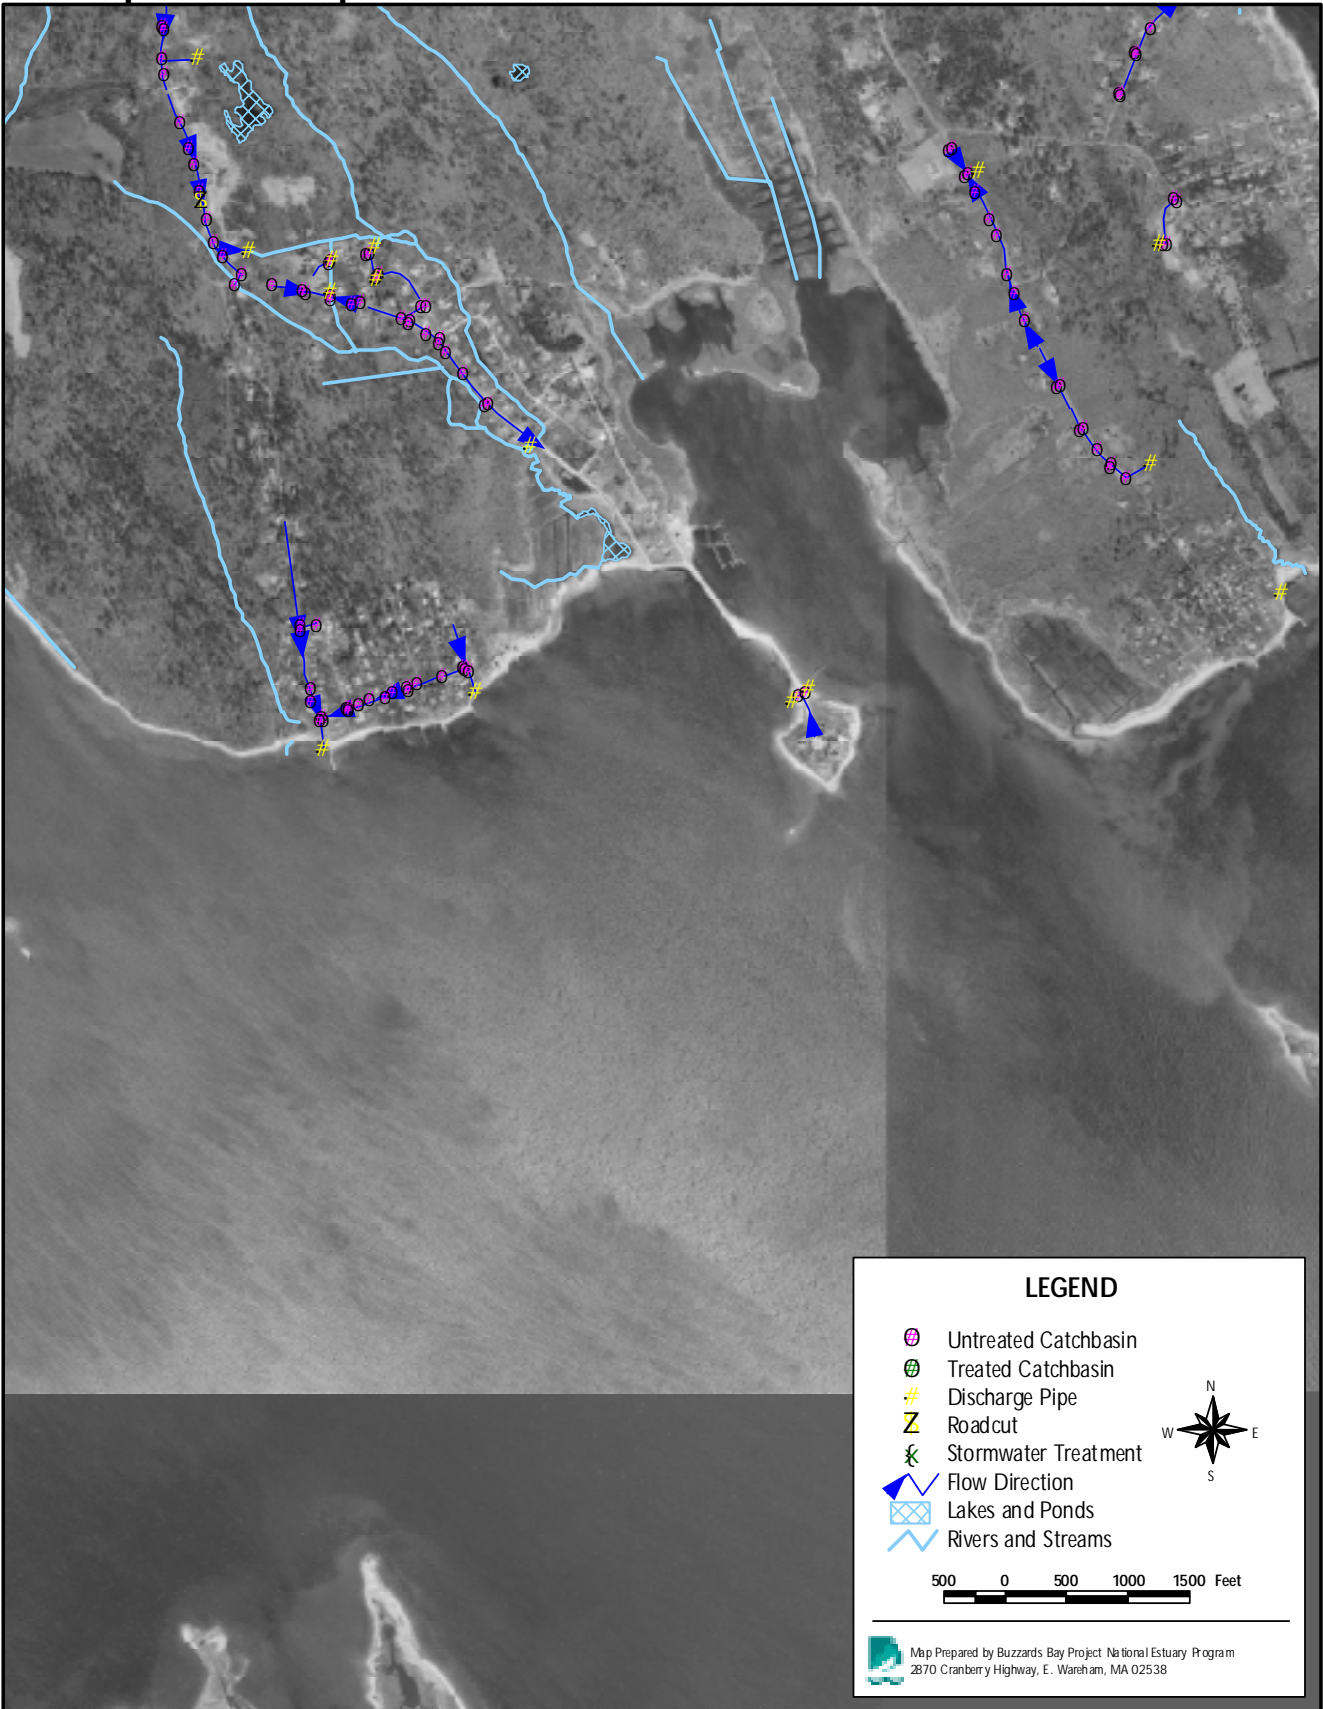 LEGEND
Untreated Catchbasin
Treated Catchbasin
Discharge Pipe
Roadcut
Stormwater Treatment
Flow Direction
Lakes and Ponds
Rivers and Streams
N
W E
S
500 0 500 1000 1500 Feet
Map Prepared by Buzzards Bay Project National Estuary Program
2870 Cranberry Highway, E. Wareham, MA 02538